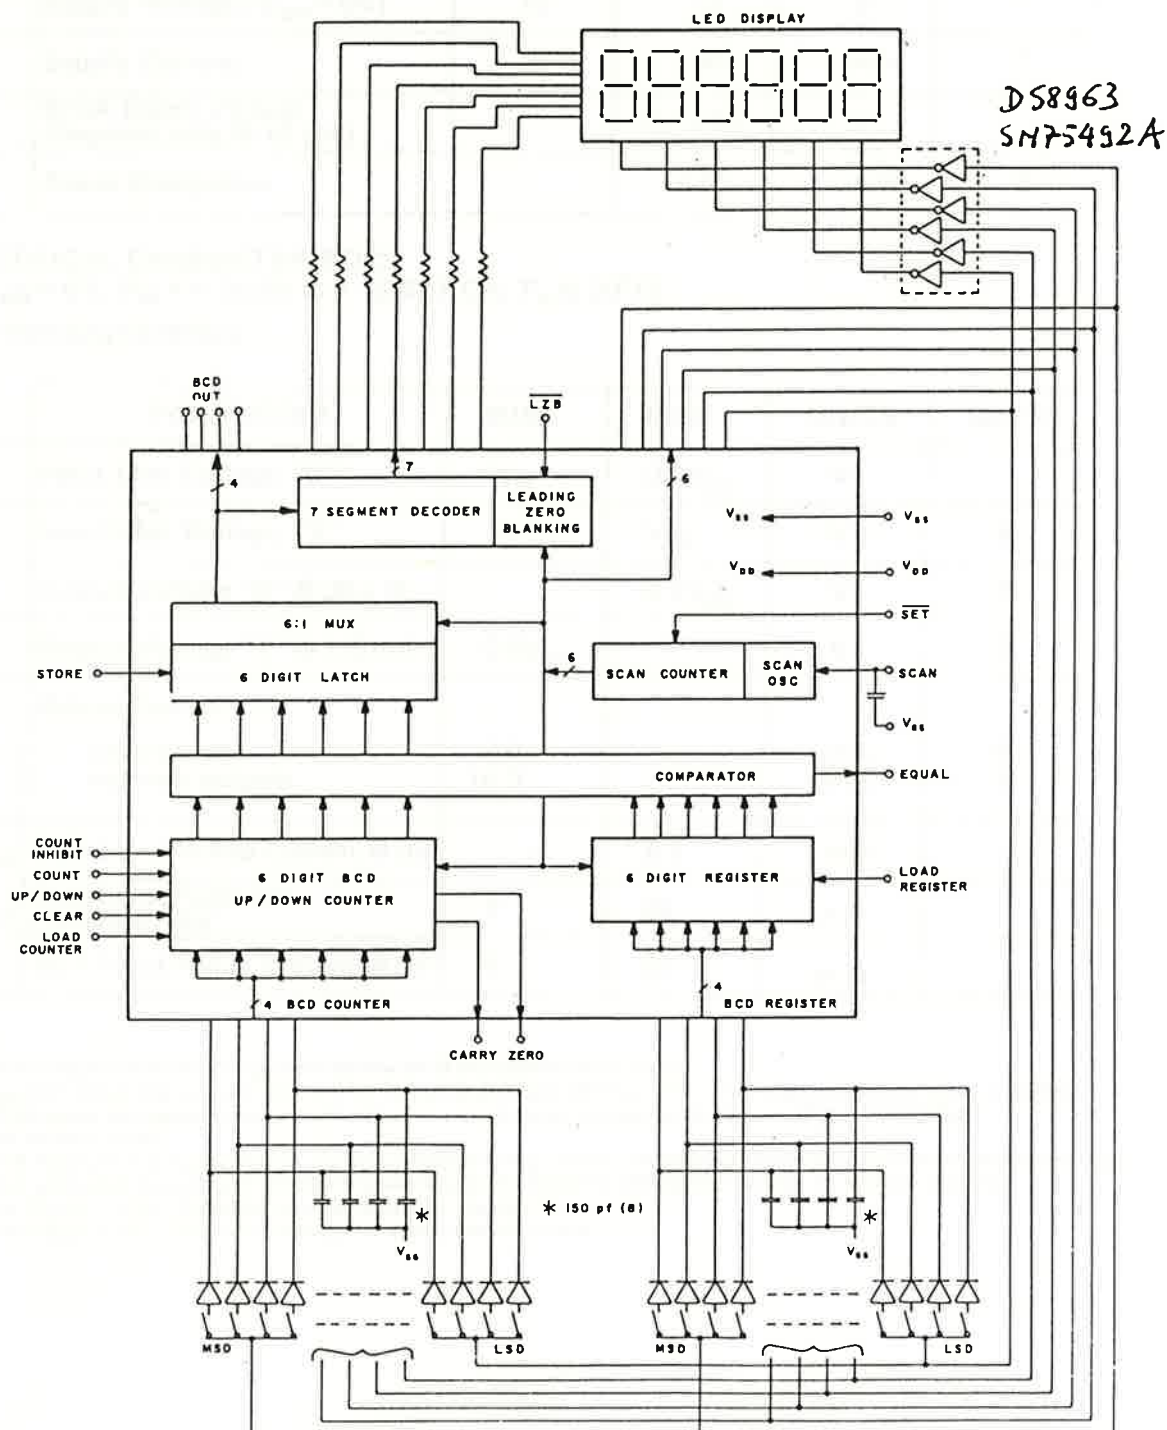 LED DISPLAY
DS8963
SN75492A
BCD
OUT
LZB
4
7
6
7 SEGMENT DECODER
LEADING
ZERO
BLANKING
VSS
VSS
VDD
VDD
SET
6:1 MUX
6 DIGIT LATCH
STORE
6
SCAN COUNTER
SCAN
OSC
SCAN
VSS
COMPARATOR
EQUAL
COUNT
INHIBIT
COUNT
UP/DOWN
CLEAR
LOAD
COUNTER
6 DIGIT BCD
UP/DOWN COUNTER
6 DIGIT REGISTER
LOAD
REGISTER
4 BCD COUNTER
4
BCD REGISTER
CARRY ZERO
* 150 pf (8)
*
*
VSS
VSS
MSD
LSD
MSD
LSD